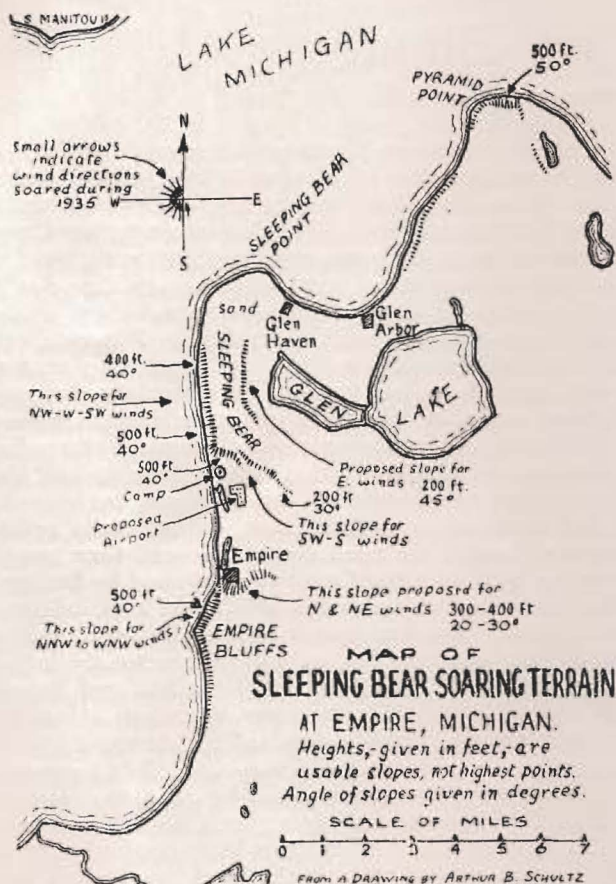 S MANITOU
LAKE
MICHIGAN
500 ft.
50°
PYRAMID
POINT
N
Small arrows
indicate
wind directions
soared during
1935
W
E
S
SLEEPING BEAR
POINT
Sand
Glen
Haven
Glen
Arbor
SLEEPING BEAR
GLEN
LAKE
400 ft.
40°
This slope for
NW-W-SW winds
500 ft
40°
500 ft
40°
Camp
Proposed
Airport
Proposed slope for
E. winds - 200 ft.
45°
200 ft
30°
This slope for
SW-S winds
Empire
This slope proposed for
N & NE winds 300-400 ft
20-30°
500 ft
40°
This slope for
NNW to WNW winds
EMPIRE
BLUFFS
MAP OF
SLEEPING BEAR SOARING TERRAIN
AT EMPIRE, MICHIGAN.
Heights,-given in feet,-are
usable slopes, not highest points.
Angle of slopes given in degrees.
SCALE OF MILES
0 1 2 3 4 5 6 7
FROM A DRAWING BY ARTHUR B. SCHULTZ